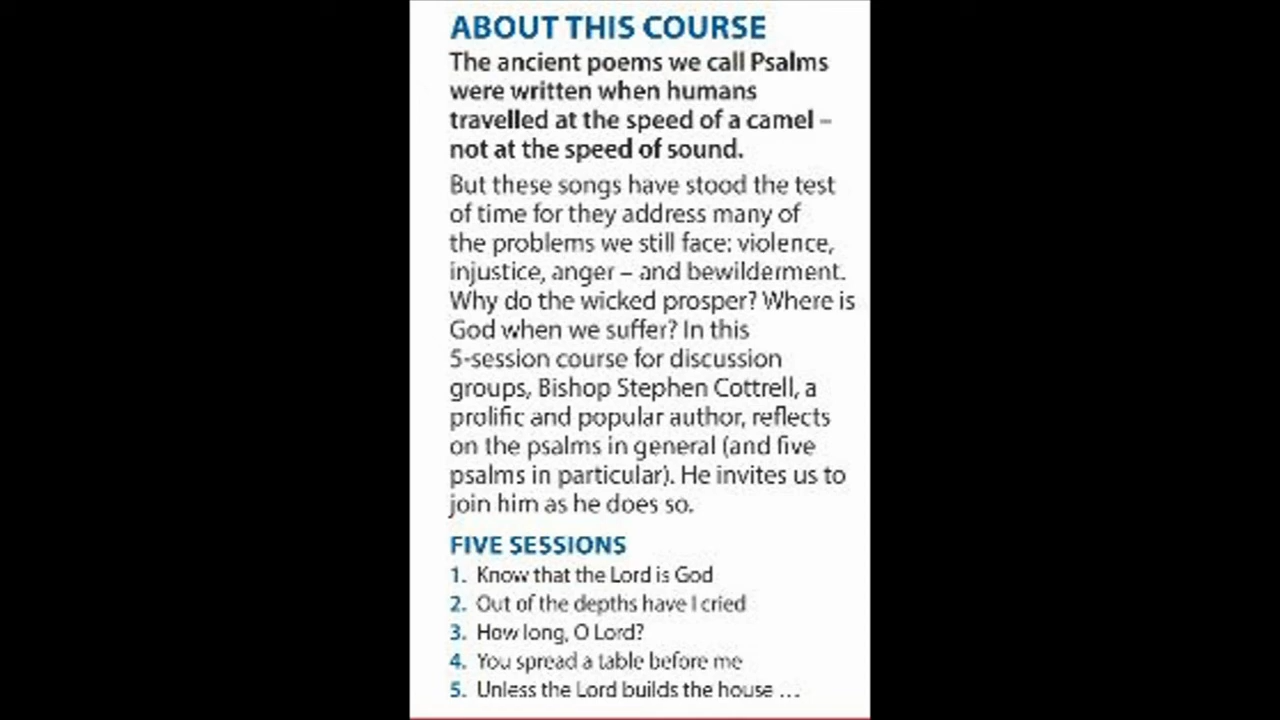 ABOUT THIS COURSE
The ancient poems we call Psalms
were written when humans
travelled at the speed of a camel –
not at the speed of sound.
But these songs have stood the test
of time for they address many of
the problems we still face: violence,
injustice, anger – and bewilderment.
Why do the wicked prosper? Where is
God when we suffer? In this
5-session course for discussion
groups, Bishop Stephen Cottrell, a
prolific and popular author, reflects
on the psalms in general (and five
psalms in particular). He invites us to
join him as he does so.
FIVE SESSIONS
1. Know that the Lord is God
2. Out of the depths have I cried
3. How long, O Lord?
4. You spread a table before me
5. Unless the Lord builds the house ...